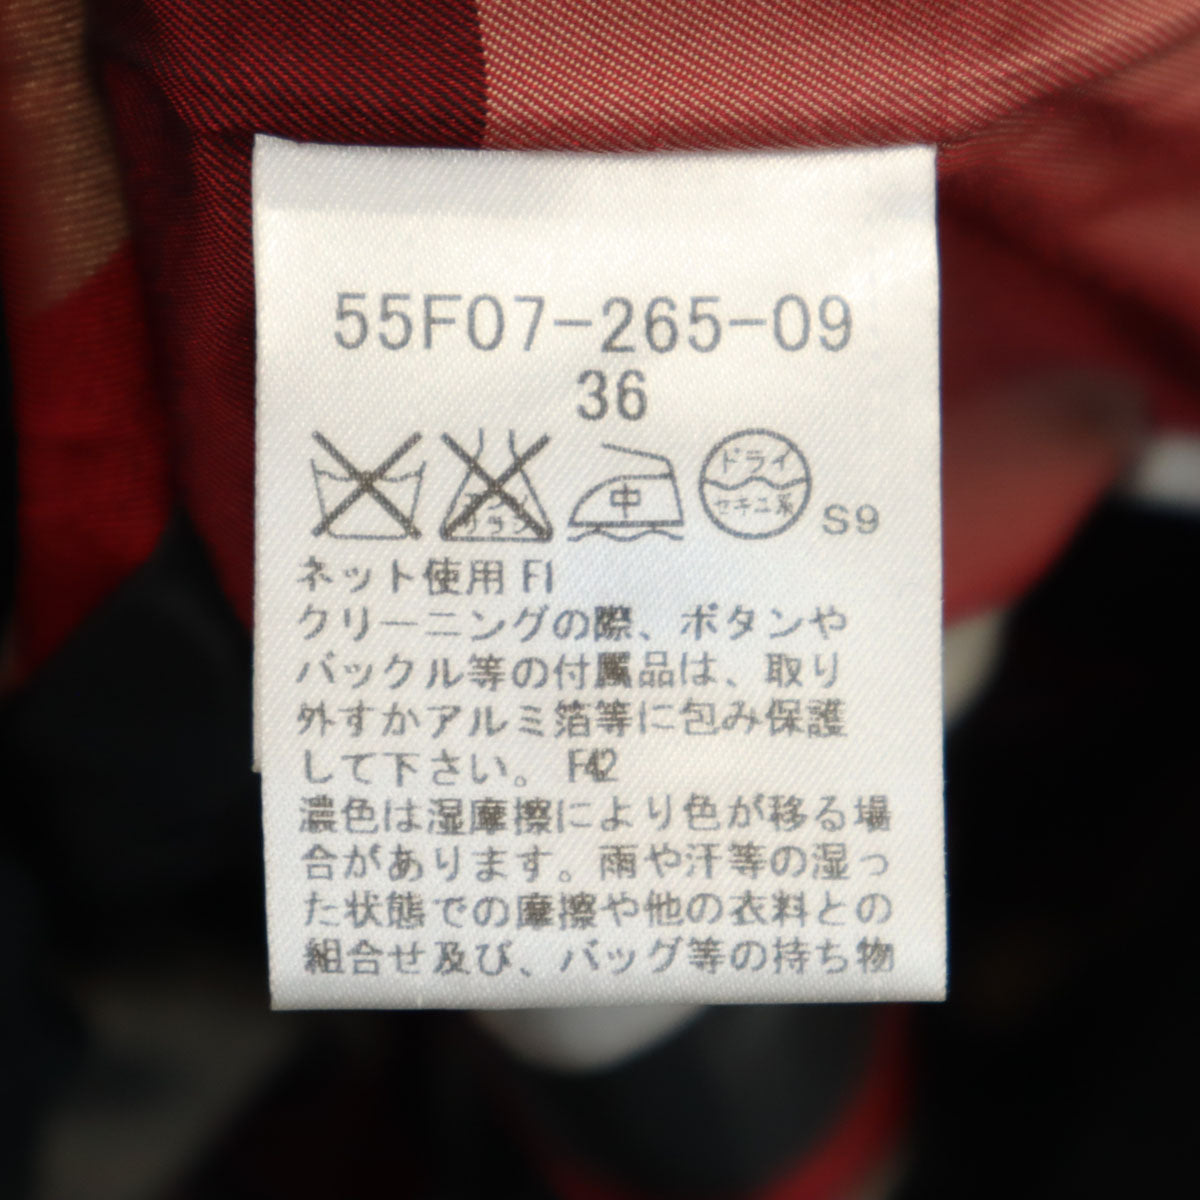 55F07-265-09
36
エンソ
サラシ
中
ドライ
セキユ系
S9
ネット使用 F1
クリーニングの際、ボタンや
バックル等の付属品は、取り
外すかアルミ箔等に包み保護
して下さい。 F42
濃色は湿摩擦により色が移る場
合があります。雨や汗等の湿っ
た状態での摩擦や他の衣料との
組合せ及び、バッグ等の持ち物